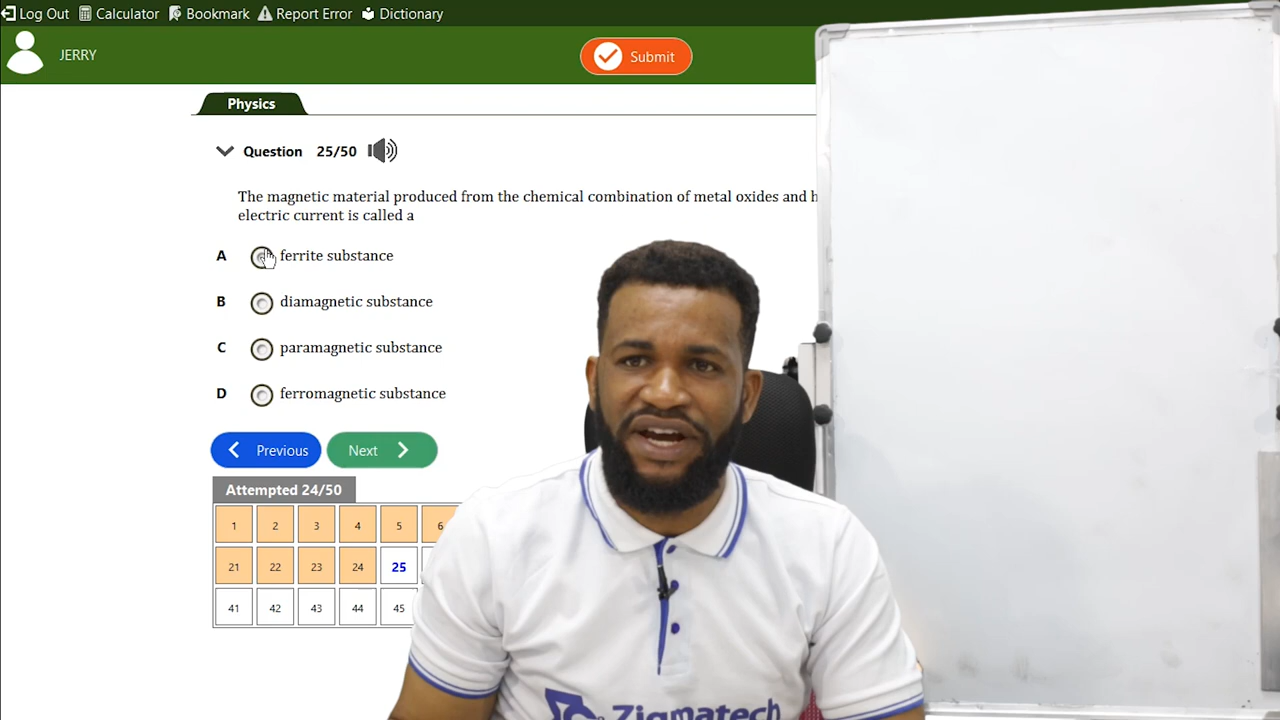 Log Out Calculator Bookmark Report Error Dictionary
JERRY
Submit
Physics
Question 25/50
The magnetic material produced from the chemical combination of metal oxides and
electric current is called a
A ferrite substance
B diamagnetic substance
C paramagnetic substance
D ferromagnetic substance
Previous Next
Attempted 24/50
1 2 3 4 5 6
21 22 23 24 25
41 42 43 44 45
Zigmatech